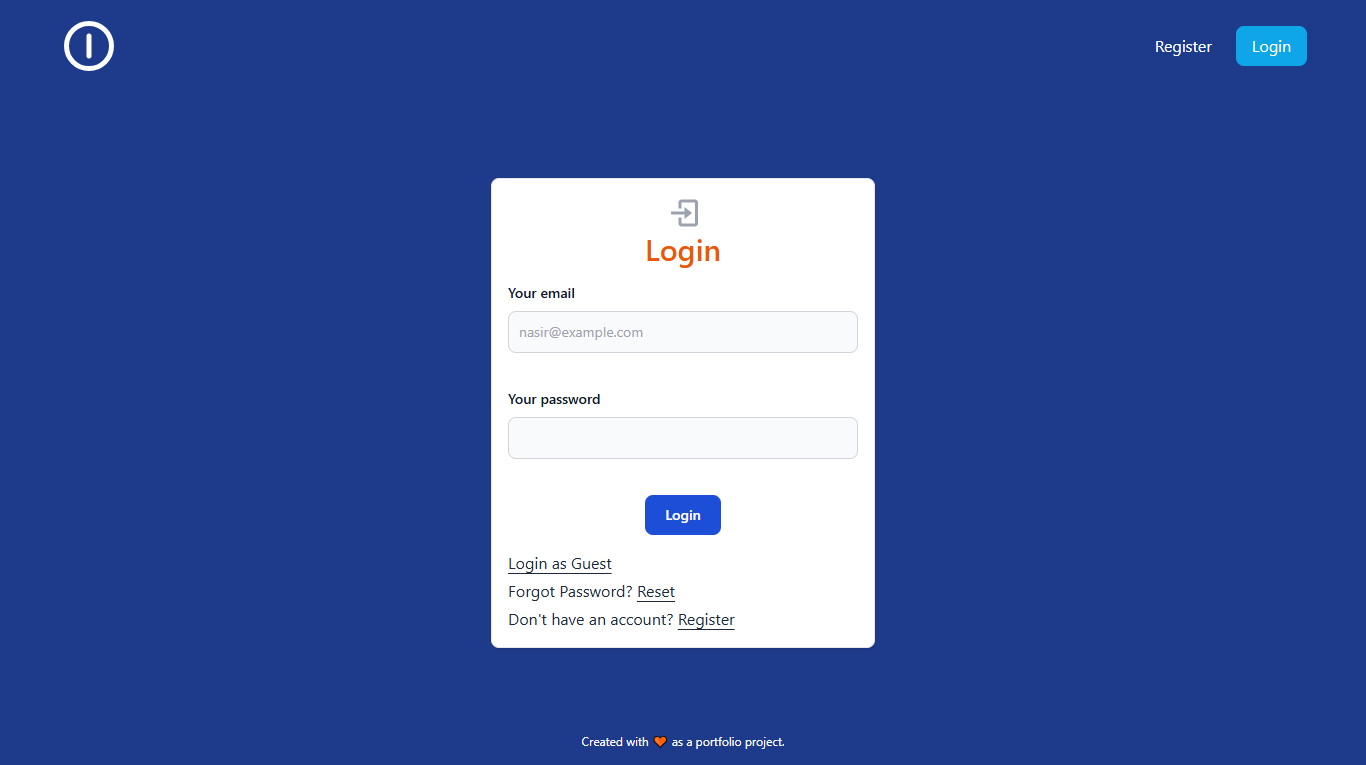 Register
Login
Login
Your email
nasir@example.com
Your password
Login
Login as Guest
Forgot Password? Reset
Don't have an account? Register
Created with 🧡 as a portfolio project.